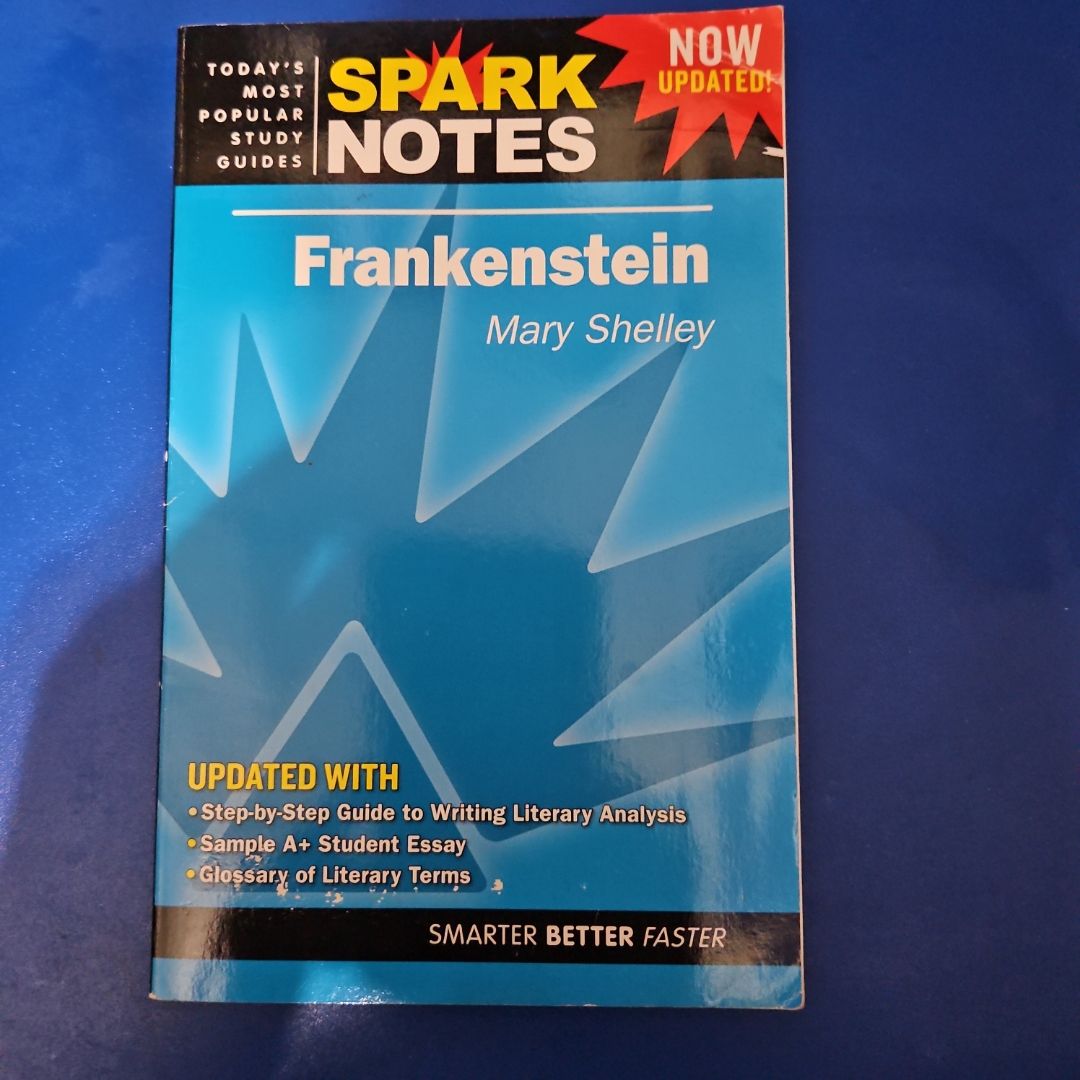 TODAY'S
MOST
POPULAR
STUDY
GUIDES
SPARK
NOTES
NOW
UPDATED!
Frankenstein
Mary Shelley
UPDATED WITH
• Step-by-Step Guide to Writing Literary Analysis
• Sample A+ Student Essay
• Glossary of Literary Terms
SMARTER BETTER FASTER